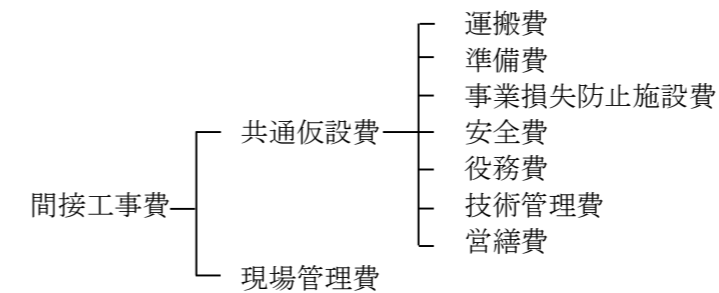 運搬費
準備費
事業損失防止施設費
共通仮設費
安全費
役務費
間接工事費
技術管理費
営繕費
現場管理費